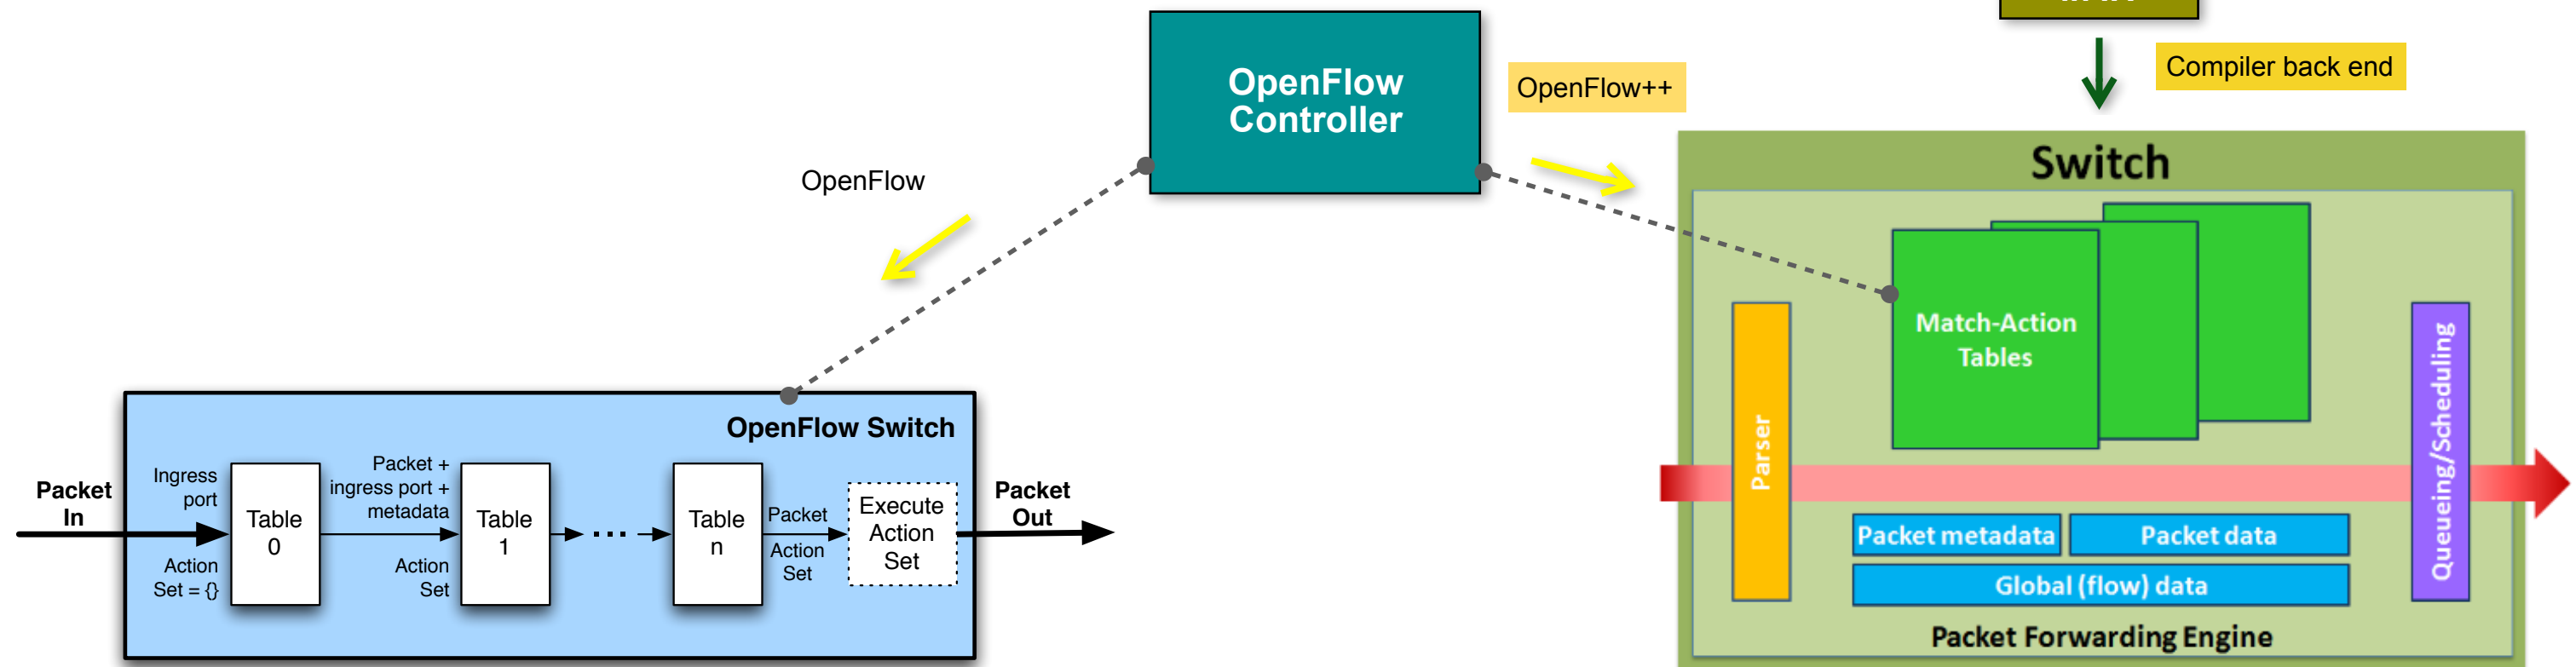 OpenFlow
Controller
OpenFlow++
Compiler back end
OpenFlow
Switch
Match-Action
Tables
Parser
Queueing/Scheduling
Packet metadata
Packet data
Global (flow) data
Packet Forwarding Engine
OpenFlow Switch
Packet
In
Ingress
port
Action
Set = {}
Table
0
Packet +
ingress port +
metadata
Action
Set
Table
1
...
Table
n
Packet
Action
Set
Execute
Action
Set
Packet
Out